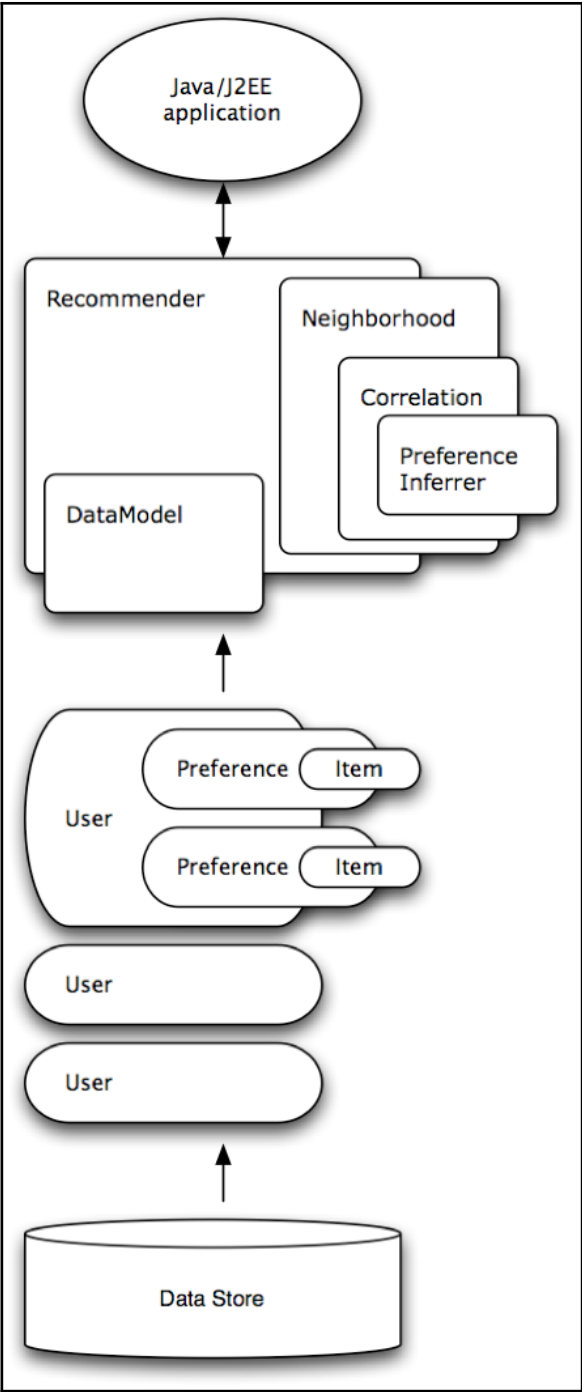 Java/J2EE
application
Recommender
Neighborhood
Correlation
Preference
Inferrer
DataModel
Preference
Item
User
Preference
Item
User
User
Data Store